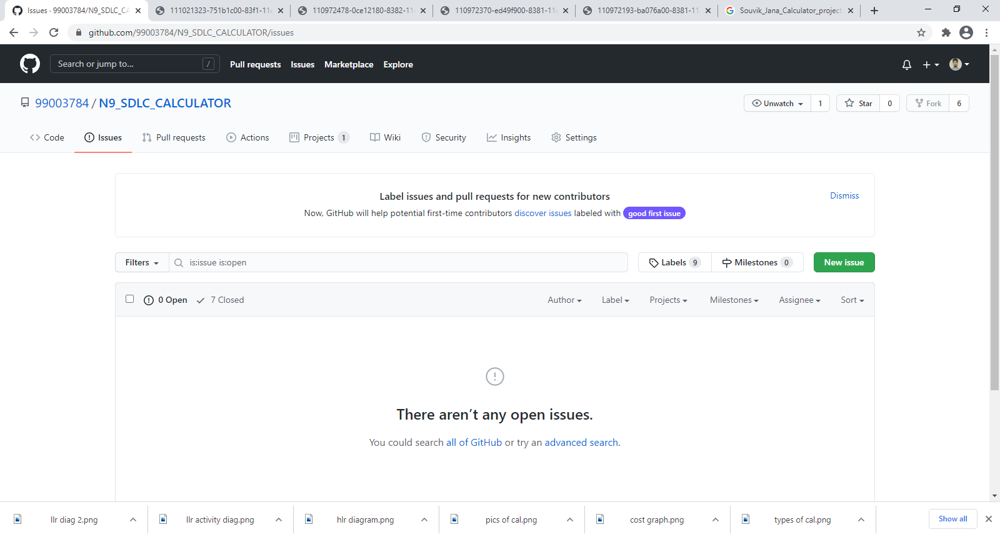 Issues · 99003784/N9_SDLC_CA
111021323-751b1c00-83f1-11e
110972478-0ce12180-8382-11e
110972370-ed49f900-8381-11e
110972193-ba076a00-8381-11
Souvik_Jana_Calculator_project
github.com/99003784/N9_SDLC_CALCULATOR/issues
Search or jump to... /
Pull requests Issues Marketplace Explore
99003784 / N9_SDLC_CALCULATOR
Unwatch 1
Star 0
Fork 6
Code Issues Pull requests Actions Projects 1 Wiki Security Insights Settings
Label issues and pull requests for new contributors
Dismiss
Now, GitHub will help potential first-time contributors discover issues labeled with good first issue
Filters is:issue is:open Labels 9 Milestones 0 New issue
0 Open 7 Closed Author Label Projects Milestones Assignee Sort
There aren’t any open issues.
You could search all of GitHub or try an advanced search.
llr diag 2.png llr activity diag.png hlr diagram.png pics of cal.png cost graph.png types of cal.png Show all